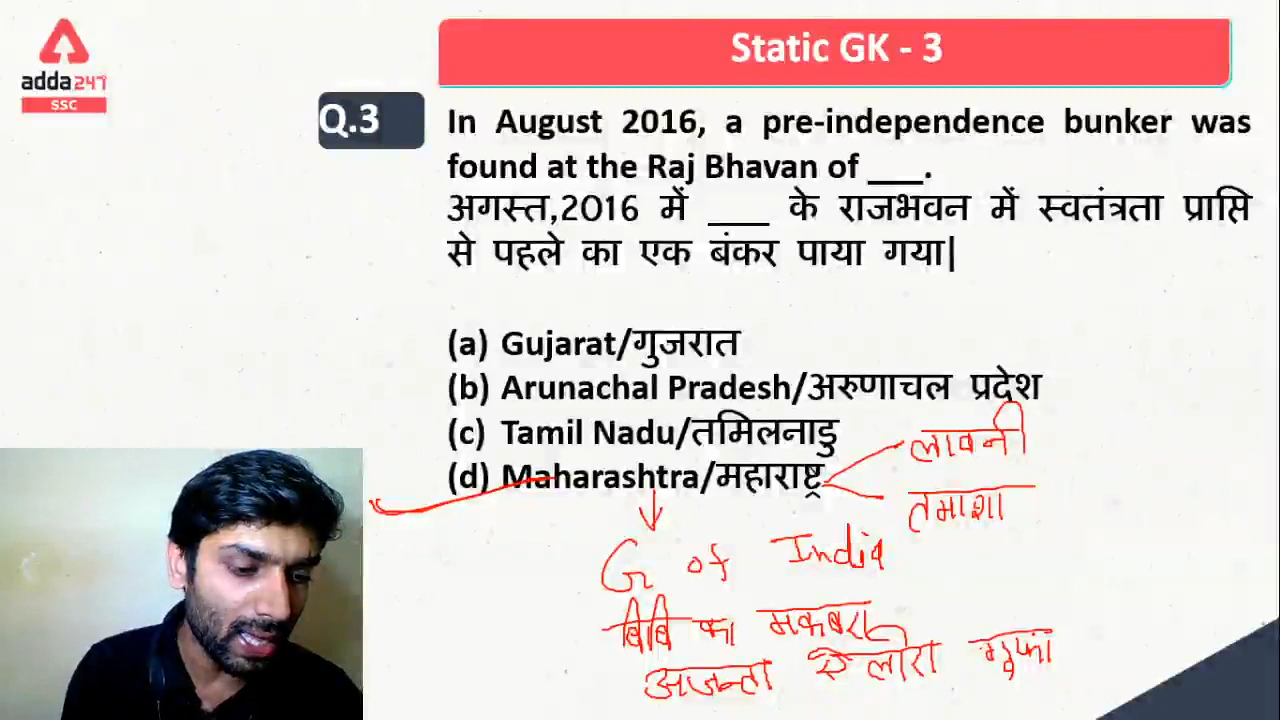 Static GK - 3
adda247
SSC
Q.3
In August 2016, a pre-independence bunker was
found at the Raj Bhavan of ___.
अगस्त,2016 में ___ के राजभवन में स्वतंत्रता प्राप्ति
से पहले का एक बंकर पाया गया|
(a) Gujarat/गुजरात
(b) Arunachal Pradesh/अरुणाचल प्रदेश
(c) Tamil Nadu/तमिलनाडु
(d) Maharashtra/महाराष्ट्र
लावनी
तमाशा
G of India
बिबि का मकबरा
अजन्ता एलोरा गुफा